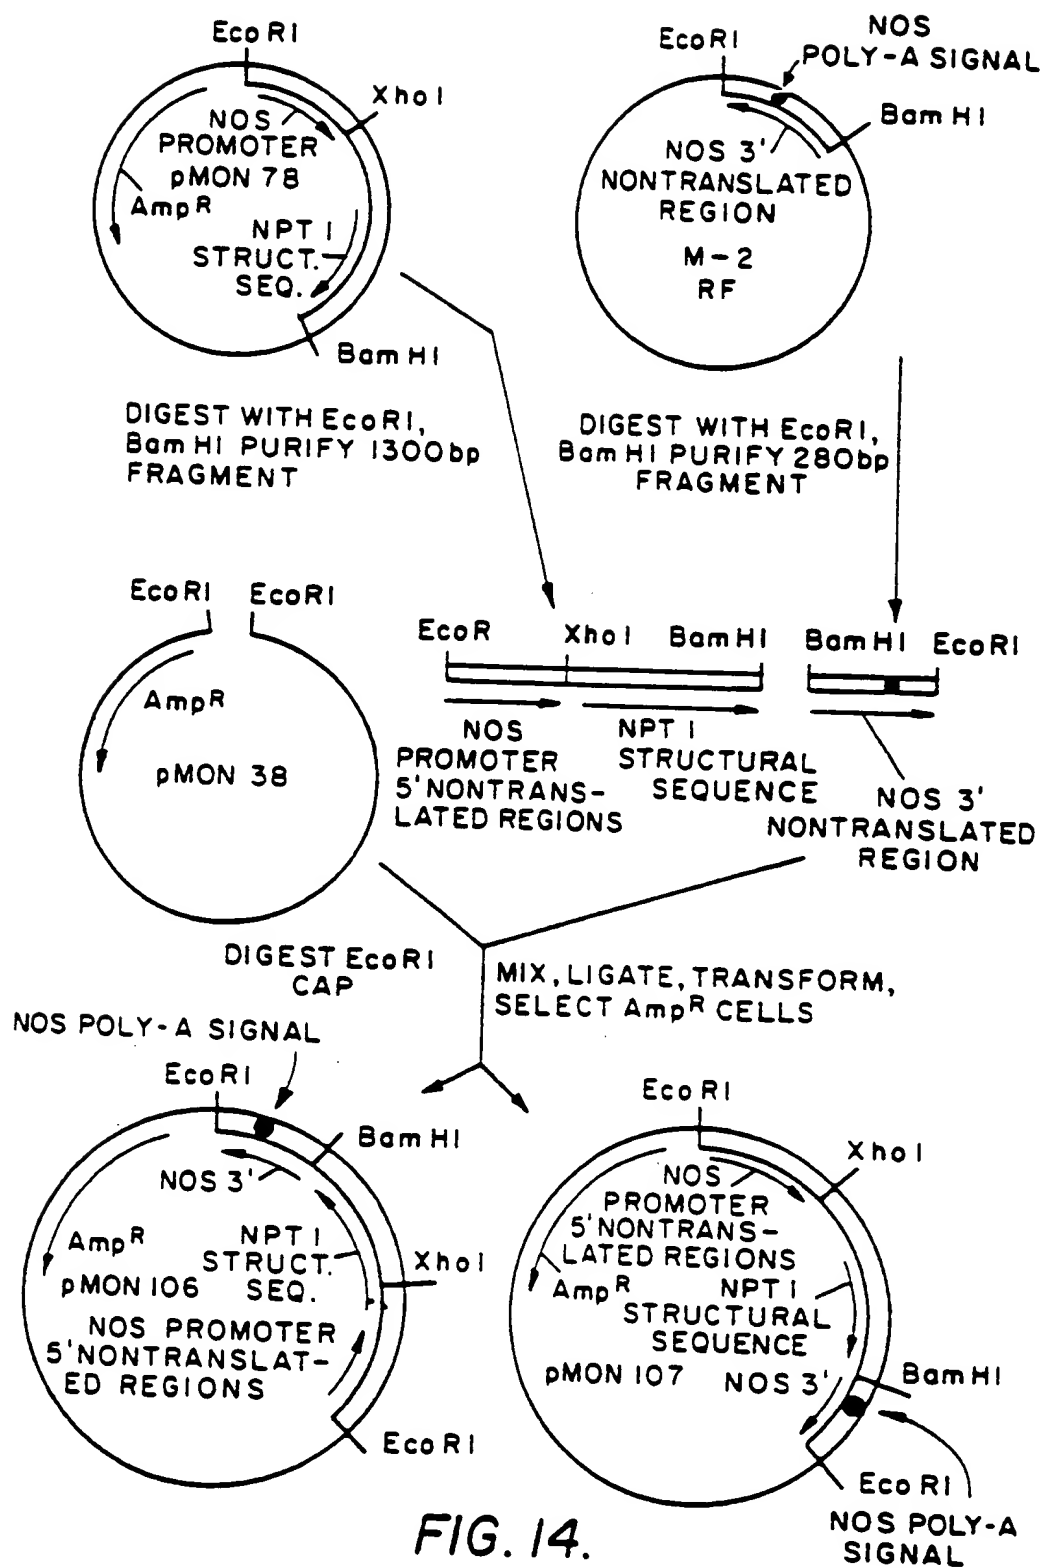 EcoRI
XhoI
NOS
PROMOTER
pMON 78
AmpR
NPT I
STRUCT.
SEQ.
BamHI
DIGEST WITH EcoRI,
BamHI PURIFY 1300bp
FRAGMENT
NOS
POLY-A SIGNAL
EcoRI
BamHI
NOS 3'
NONTRANSLATED
REGION
M-2
RF
DIGEST WITH EcoRI,
BamHI PURIFY 280bp
FRAGMENT
EcoRI EcoRI
AmpR
pMON 38
EcoR XhoI BamHI BamHI EcoRI
NOS
PROMOTER
5'NONTRANS-
LATED REGIONS
NPT I
STRUCTURAL
SEQUENCE
NOS 3'
NONTRANSLATED
REGION
DIGEST EcoRI
CAP
MIX, LIGATE, TRANSFORM,
SELECT AmpR CELLS
NOS POLY-A SIGNAL
EcoRI
BamHI
NOS 3'
AmpR
NPT I
STRUCT.
SEQ.
XhoI
pMON 106
NOS PROMOTER
5'NONTRANSLAT-
ED REGIONS
EcoRI
EcoRI
XhoI
NOS
PROMOTER
5'NONTRANS-
LATED REGIONS
AmpR
NPT I
STRUCTURAL
SEQUENCE
pMON 107
NOS 3'
BamHI
EcoRI
NOS POLY-A
SIGNAL
FIG. 14.